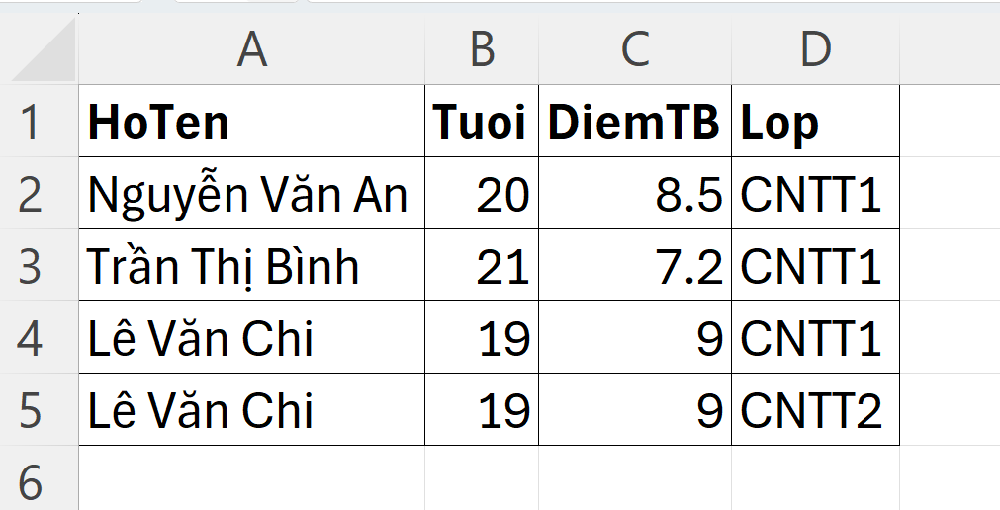 A B C D
1 HoTen Tuoi DiemTB Lop
2 Nguyễn Văn An 20 8.5 CNTT1
3 Trần Thị Bình 21 7.2 CNTT1
4 Lê Văn Chi 19 9 CNTT1
5 Lê Văn Chi 19 9 CNTT2
6